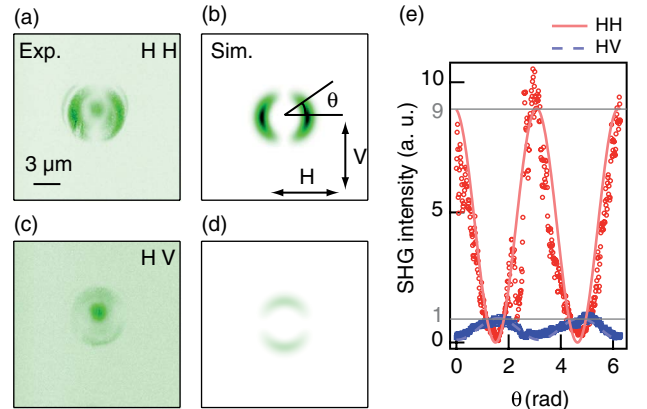 (a)
Exp.
H H
3 μm
(b)
Sim.
θ
V
H
(c)
H V
(d)
(e)
HH
HV
SHG intensity (a. u.)
10
9
5
1
0
0
2
4
6
θ (rad)